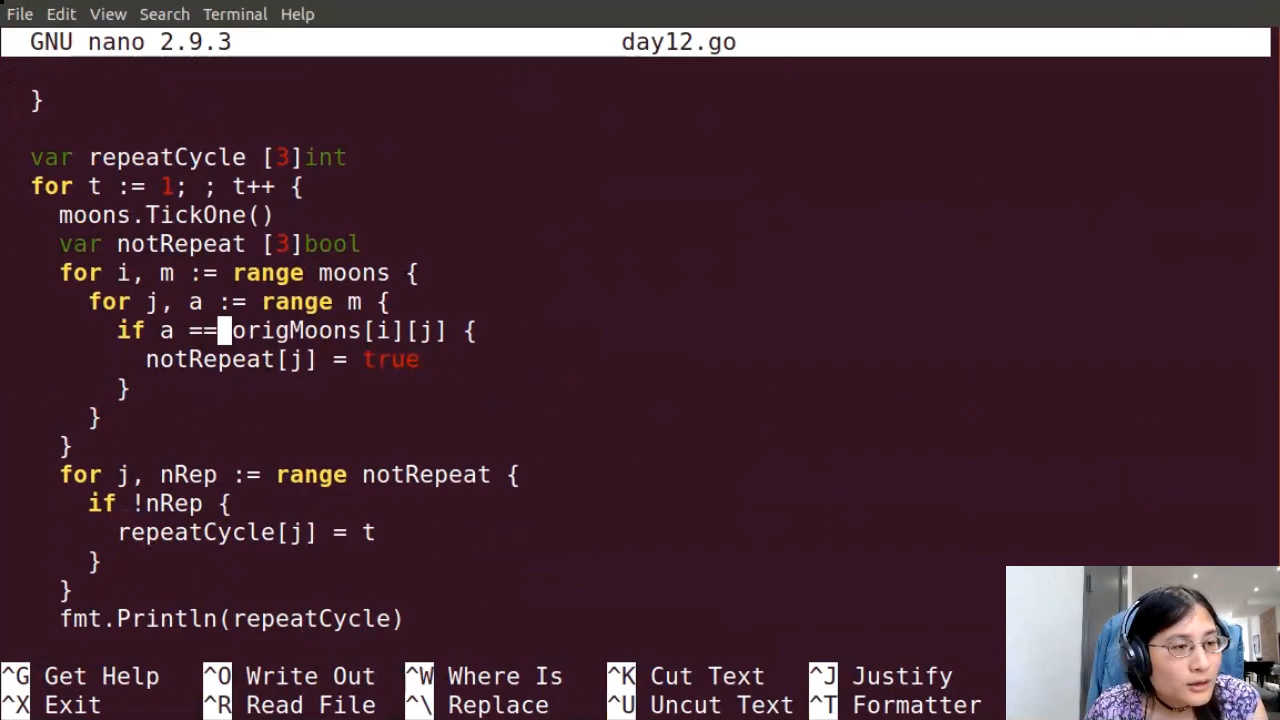 File Edit View Search Terminal Help
GNU nano 2.9.3 day12.go
}
var repeatCycle [3]int
for t := 1; ; t++ {
moons.TickOne()
var notRepeat [3]bool
for i, m := range moons {
for j, a := range m {
if a == origMoons[i][j] {
notRepeat[j] = true
}
}
}
for j, nRep := range notRepeat {
if !nRep {
repeatCycle[j] = t
}
}
fmt.Println(repeatCycle)
^G Get Help ^O Write Out ^W Where Is ^K Cut Text ^J Justify
^X Exit ^R Read File ^\ Replace ^U Uncut Text ^T Formatter